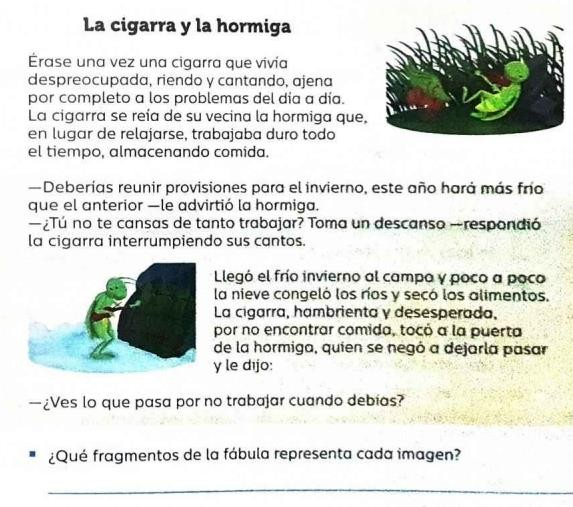 La cigarra y la hormiga
Érase una vez una cigarra que vivía
despreocupada, riendo y cantando, ajena
por completo a los problemas del día a día.
La cigarra se reía de su vecina la hormiga que,
en lugar de relajarse, trabajaba duro todo
el tiempo, almacenando comida.
—Deberías reunir provisiones para el invierno, este año hará más frío
que el anterior —le advirtió la hormiga.
—¿Tú no te cansas de tanto trabajar? Toma un descanso —respondió
la cigarra interrumpiendo sus cantos.
Llegó el frío invierno al campo y poco a poco
la nieve congeló los ríos y secó los alimentos.
La cigarra, hambrienta y desesperada,
por no encontrar comida, tocó a la puerta
de la hormiga, quien se negó a dejarla pasar
y le dijo:
—¿Ves lo que pasa por no trabajar cuando debías?
▪ ¿Qué fragmentos de la fábula representa cada imagen?